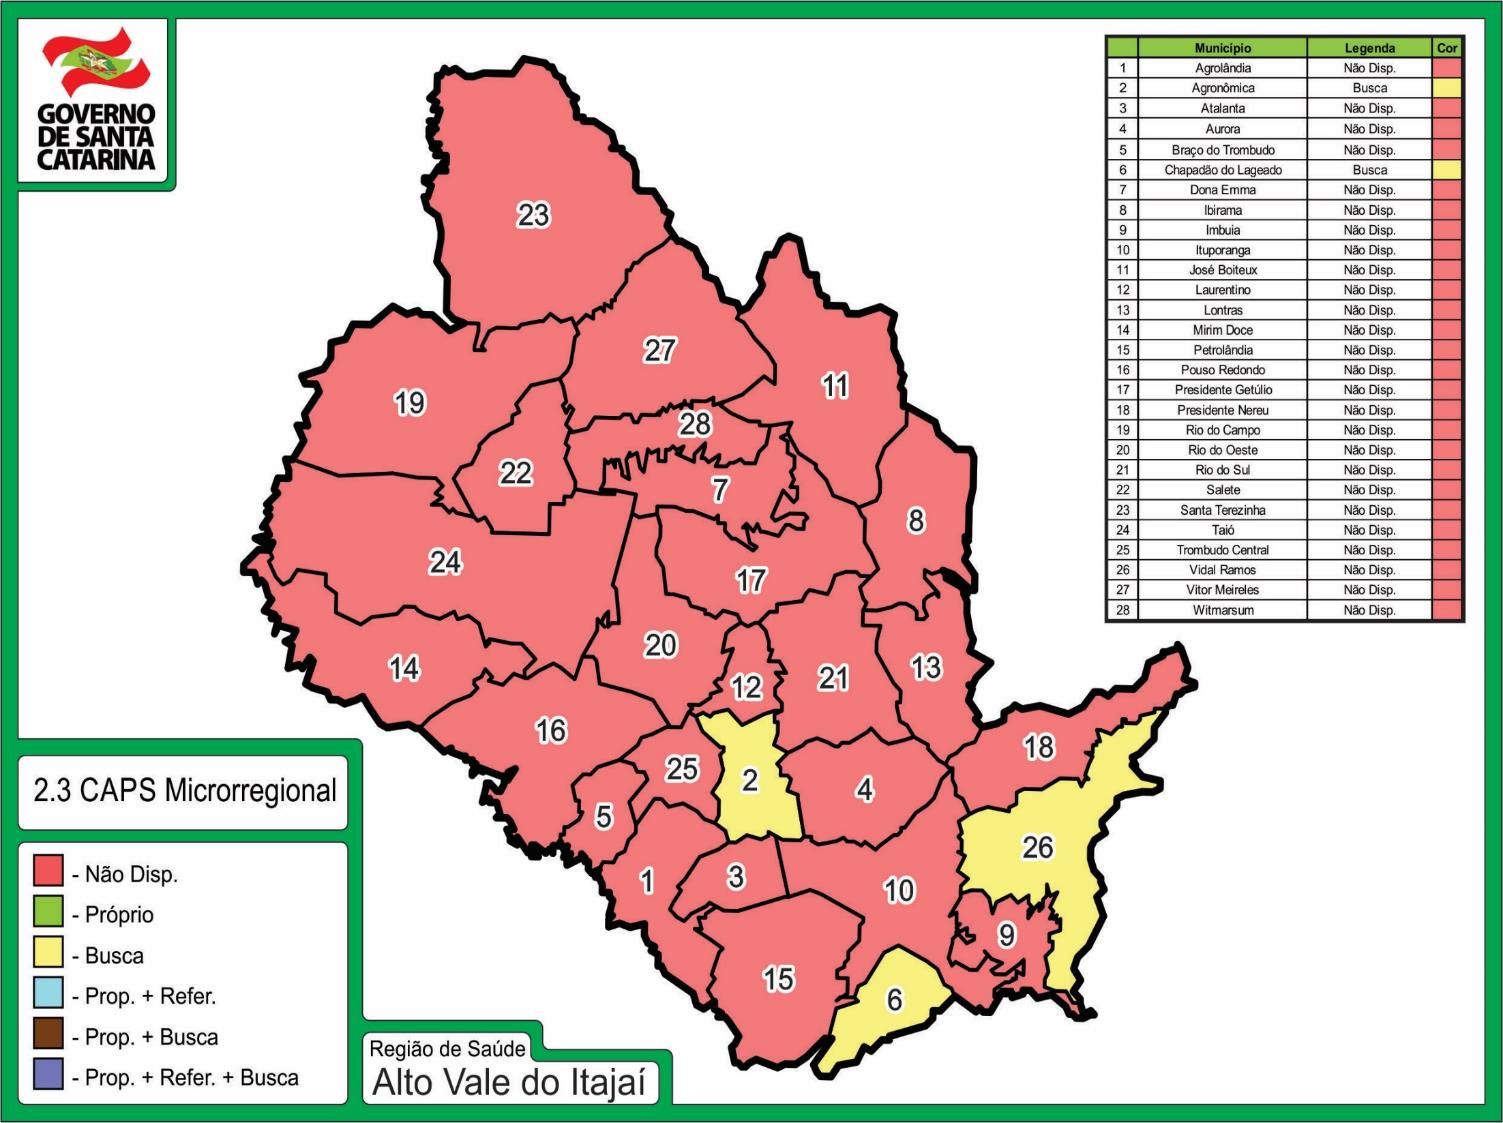 GOVERNO
DE SANTA
CATARINA
Município Legenda Cor
1 Agrolândia Não Disp.
2 Agronômica Busca
3 Atalanta Não Disp.
4 Aurora Não Disp.
5 Braço do Trombudo Não Disp.
6 Chapadão do Lageado Busca
7 Dona Emma Não Disp.
8 Ibirama Não Disp.
9 Imbuia Não Disp.
10 Ituporanga Não Disp.
11 José Boiteux Não Disp.
12 Laurentino Não Disp.
13 Lontras Não Disp.
14 Mirim Doce Não Disp.
15 Petrolândia Não Disp.
16 Pouso Redondo Não Disp.
17 Presidente Getúlio Não Disp.
18 Presidente Nereu Não Disp.
19 Rio do Campo Não Disp.
20 Rio do Oeste Não Disp.
21 Rio do Sul Não Disp.
22 Salete Não Disp.
23 Santa Terezinha Não Disp.
24 Taió Não Disp.
25 Trombudo Central Não Disp.
26 Vidal Ramos Não Disp.
27 Vitor Meireles Não Disp.
28 Witmarsum Não Disp.
23
27
11
19
28
22
7
8
24
17
20
14
12
21
13
16
18
25
2
4
5
26
1
3
10
9
15
6
2.3 CAPS Microrregional
- Não Disp.
- Próprio
- Busca
- Prop. + Refer.
- Prop. + Busca
- Prop. + Refer. + Busca
Região de Saúde
Alto Vale do Itajaí